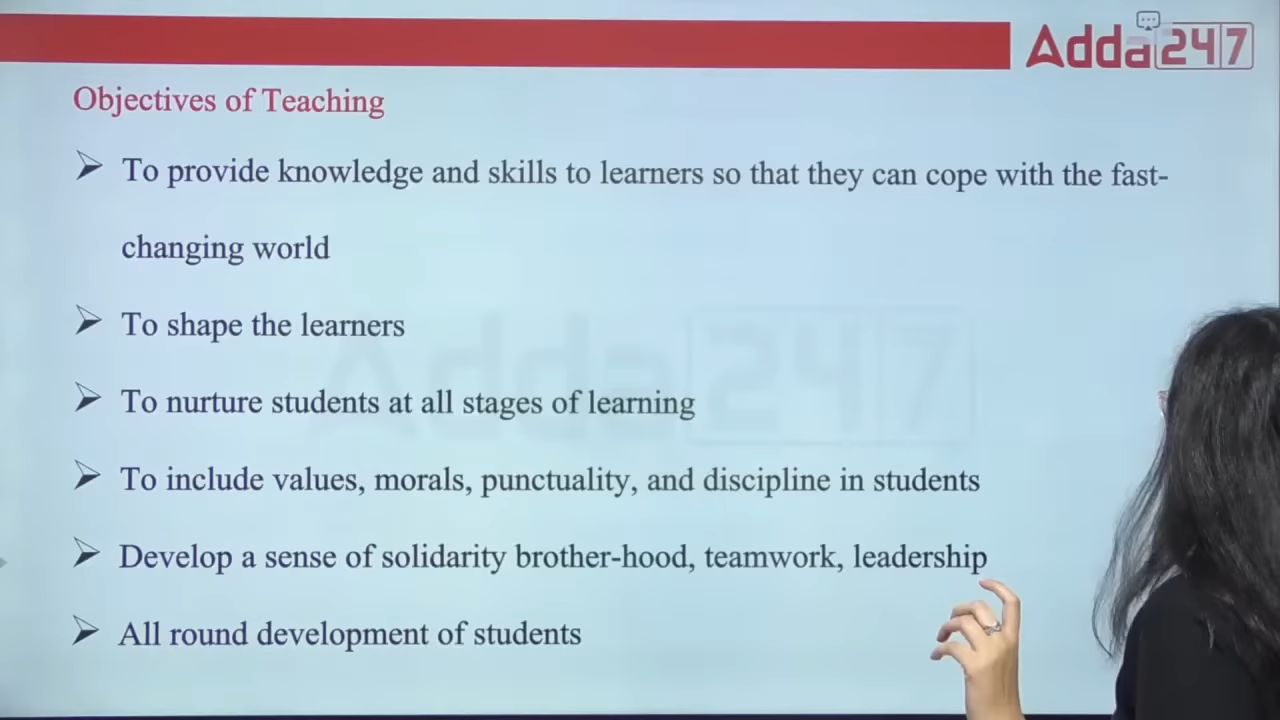 Adda247
Objectives of Teaching
➢ To provide knowledge and skills to learners so that they can cope with the fast-
changing world
➢ To shape the learners
➢ To nurture students at all stages of learning
➢ To include values, morals, punctuality, and discipline in students
➢ Develop a sense of solidarity brother-hood, teamwork, leadership
➢ All round development of students
Adda247